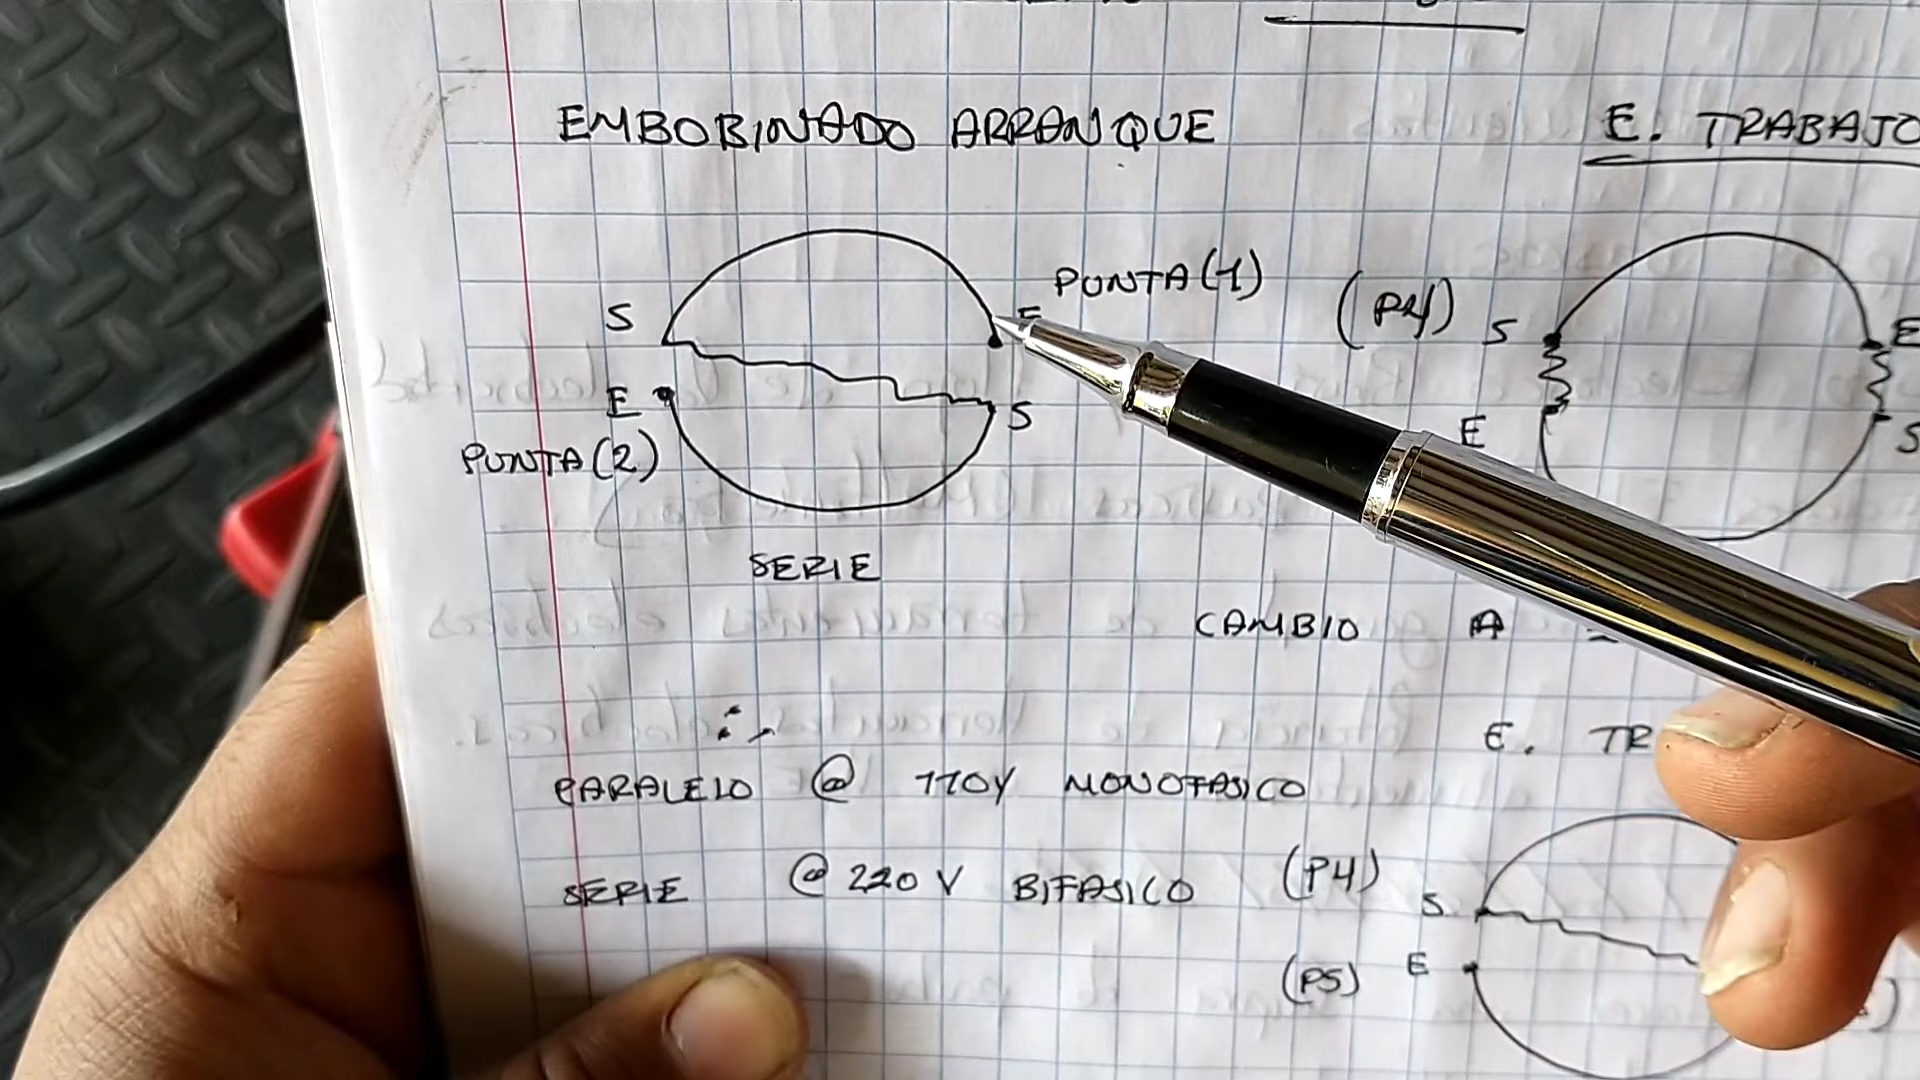 EMBOBINADO ARRANQUE
E. TRABAJO
S
E
PUNTA (1)
E
S
PUNTA (2)
SERIE
(P4)
S
E
E
S
CAMBIO A
E. TR
PARALELO @ 110V MONOFASICO
SERIE @ 220 V BIFASICO
(P4)
S
(P5)
E